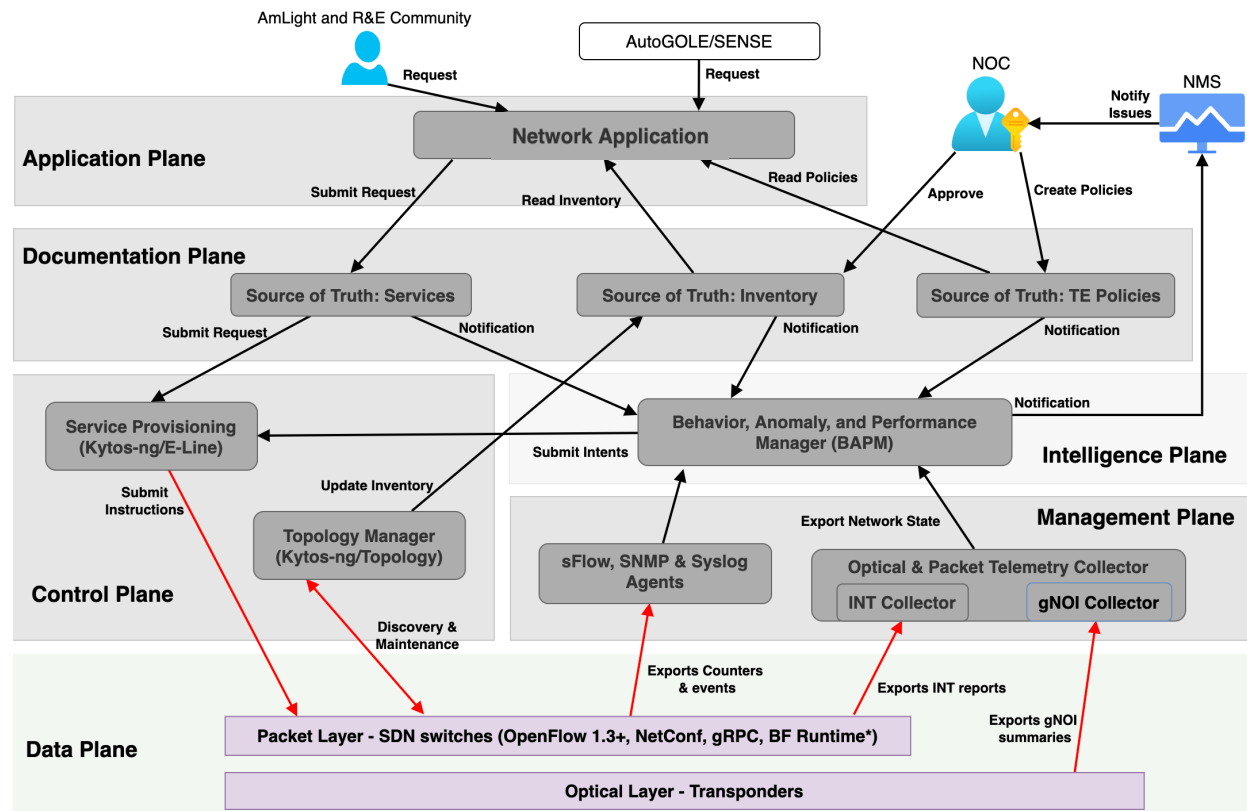 AmLight and R&E Community
AutoGOLE/SENSE
NOC
NMS
Request
Request
Notify
Issues
Network Application
Application Plane
Submit Request
Read Inventory
Read Policies
Approve
Create Policies
Documentation Plane
Source of Truth: Services
Source of Truth: Inventory
Source of Truth: TE Policies
Submit Request
Notification
Notification
Notification
Service Provisioning
(Kytos-ng/E-Line)
Behavior, Anomaly, and Performance
Manager (BAPM)
Notification
Submit Intents
Intelligence Plane
Submit
Instructions
Update Inventory
Topology Manager
(Kytos-ng/Topology)
Export Network State
Management Plane
sFlow, SNMP & Syslog
Agents
Optical & Packet Telemetry Collector
INT Collector
gNOI Collector
Control Plane
Discovery &
Maintenance
Exports Counters
& events
Exports INT reports
Exports gNOI
summaries
Data Plane
Packet Layer - SDN switches (OpenFlow 1.3+, NetConf, gRPC, BF Runtime*)
Optical Layer - Transponders